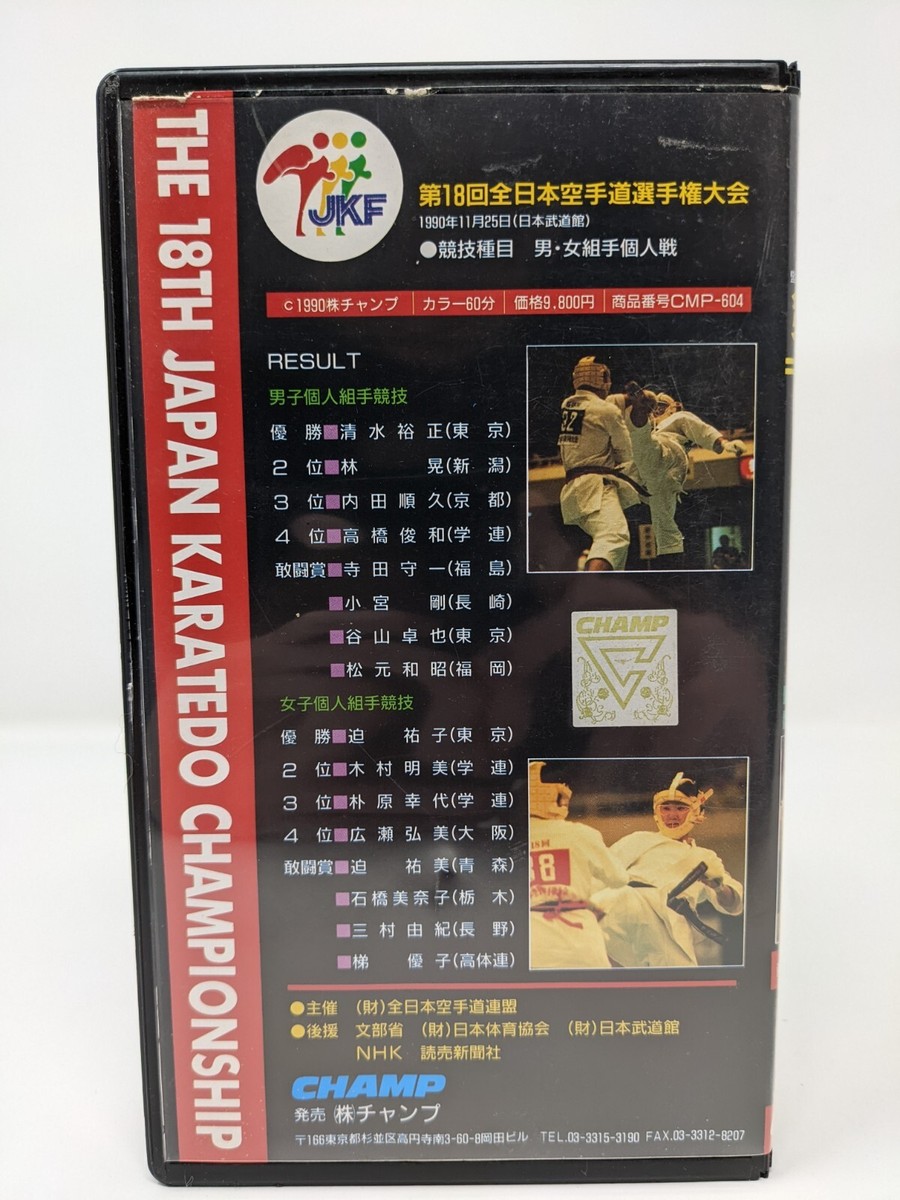 THE 18TH JAPAN KARATEDO CHAMPIONSHIP
JKF
第18回全日本空手道選手権大会
1990年11月25日(日本武道館)
●競技種目 男・女組手個人戦
c1990株チャンプ カラー60分 価格9,800円 商品番号CMP-604
RESULT
男子個人組手競技
優勝■清水裕正(東京)
2位■林晃(新潟)
3位■内田順久(京都)
4位■高橋俊和(学連)
敢闘賞■寺田守一(福島)
■小宮剛(長崎)
■谷山卓也(東京)
■松元和昭(福岡)
CHAMP
女子個人組手競技
優勝■迫祐子(東京)
2位■木村明美(学連)
3位■朴原幸代(学連)
4位■広瀬弘美(大阪)
敢闘賞■迫祐美(青森)
■石橋美奈子(栃木)
■三村由紀(長野)
■梯優子(高体連)
●主催 (財)全日本空手道連盟
●後援 文部省 (財)日本体育協会 (財)日本武道館
NHK 読売新聞社
CHAMP
発売 ㈱チャンプ
〒166東京都杉並区高円寺南3-60-8岡田ビル TEL.03-3315-3190 FAX.03-3312-8207